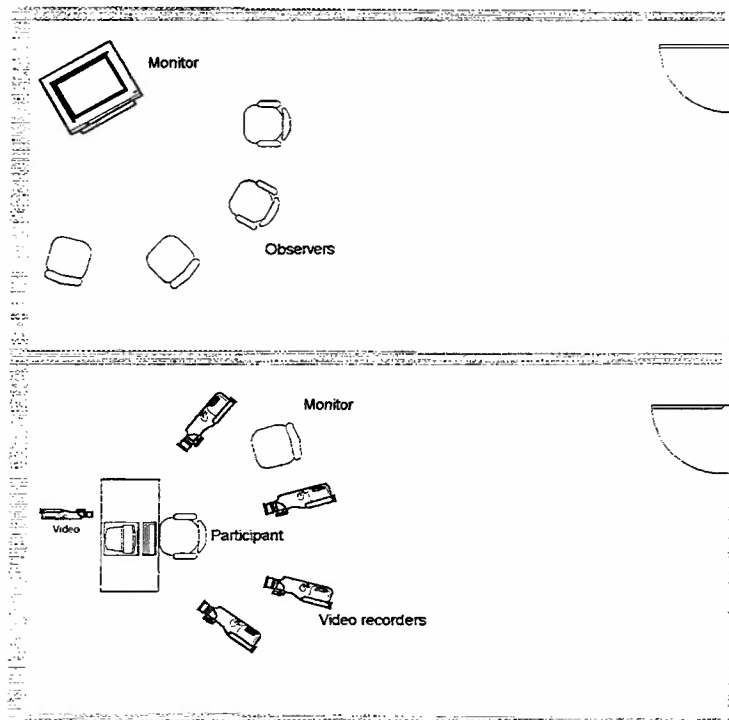 Monitor
Observers
Monitor
Video
Participant
Video recorders